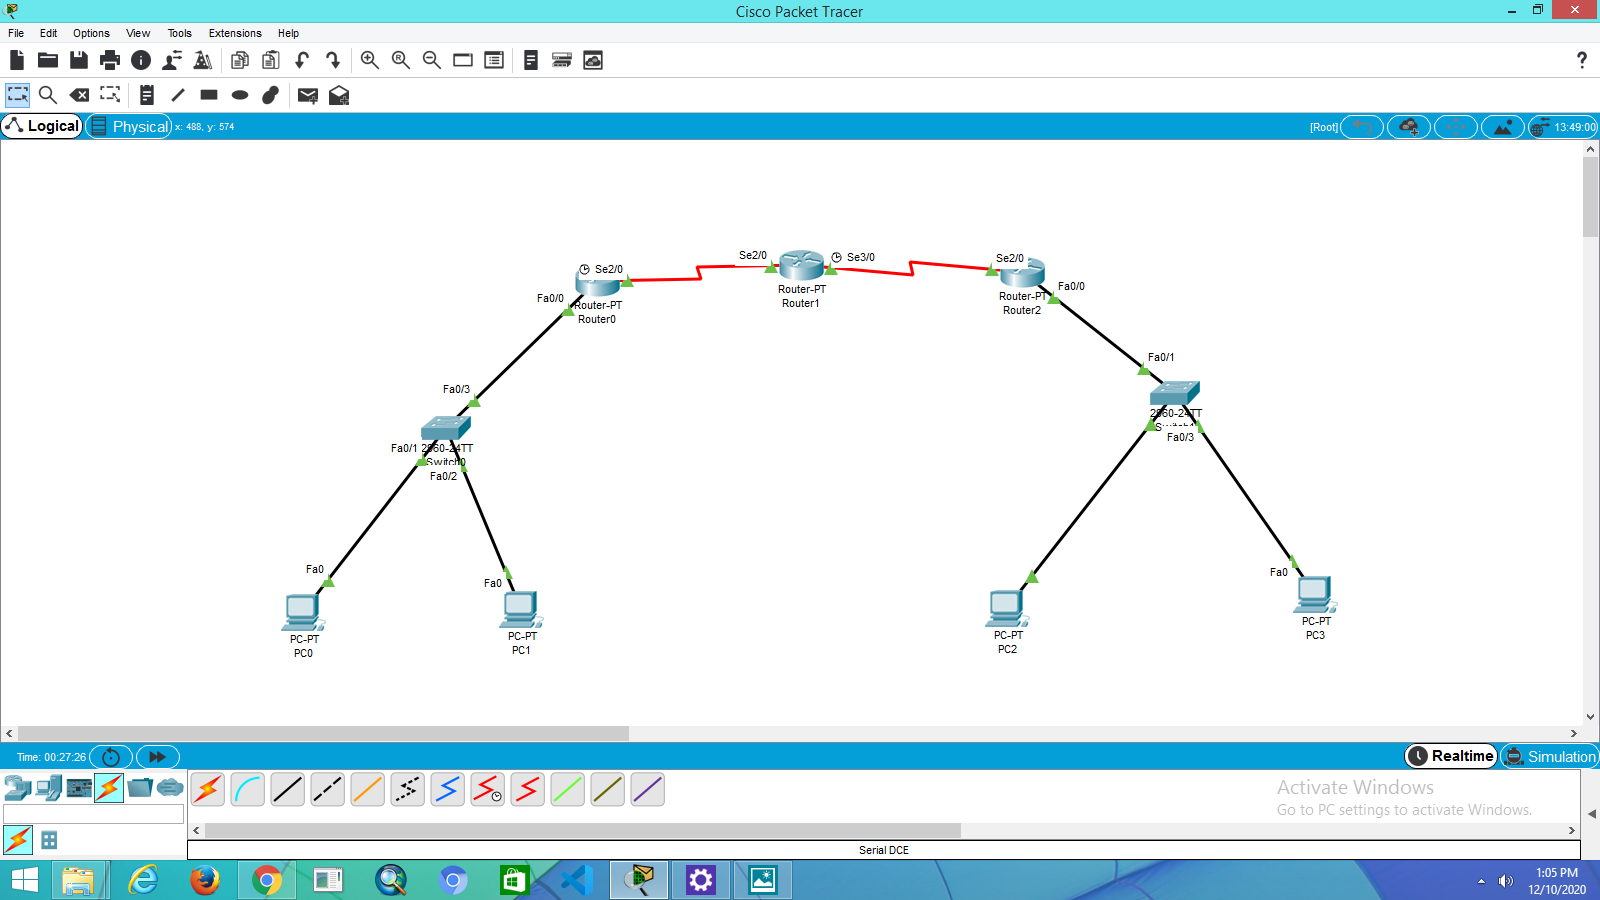 Cisco Packet Tracer
File Edit Options View Tools Extensions Help
Logical Physical x: 488, y: 574 [Root] 13:49:00
Se2/0 Se3/0
Se2/0 Se2/0
Router-PT
Router1
Fa0/0 Fa0/0
Router-PT
Router0
Router-PT
Router2
Fa0/1
Fa0/3
2960-24TT
Fa0/3
Fa0/1 2960-24TT
Switch0
Fa0/2
Fa0 Fa0
Fa0
PC-PT
PC0
PC-PT
PC1
PC-PT
PC2
PC-PT
PC3
Time: 00:27:26 Realtime Simulation
Activate Windows
Go to PC settings to activate Windows.
Serial DCE
1:05 PM
12/10/2020